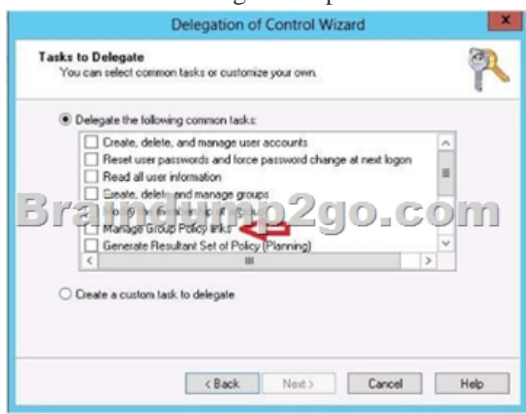 Delegation of Control Wizard
x
Tasks to Delegate
You can select common tasks or customize your own.
Delegate the following common tasks:
Create, delete, and manage user accounts
Reset user passwords and force password change at next logon
Read all user information
Create, delete and manage groups
Braindump2go.com
Manage Group Policy links
Generate Resultant Set of Policy (Planning)
Create a custom task to delegate
< Back
Next >
Cancel
Help